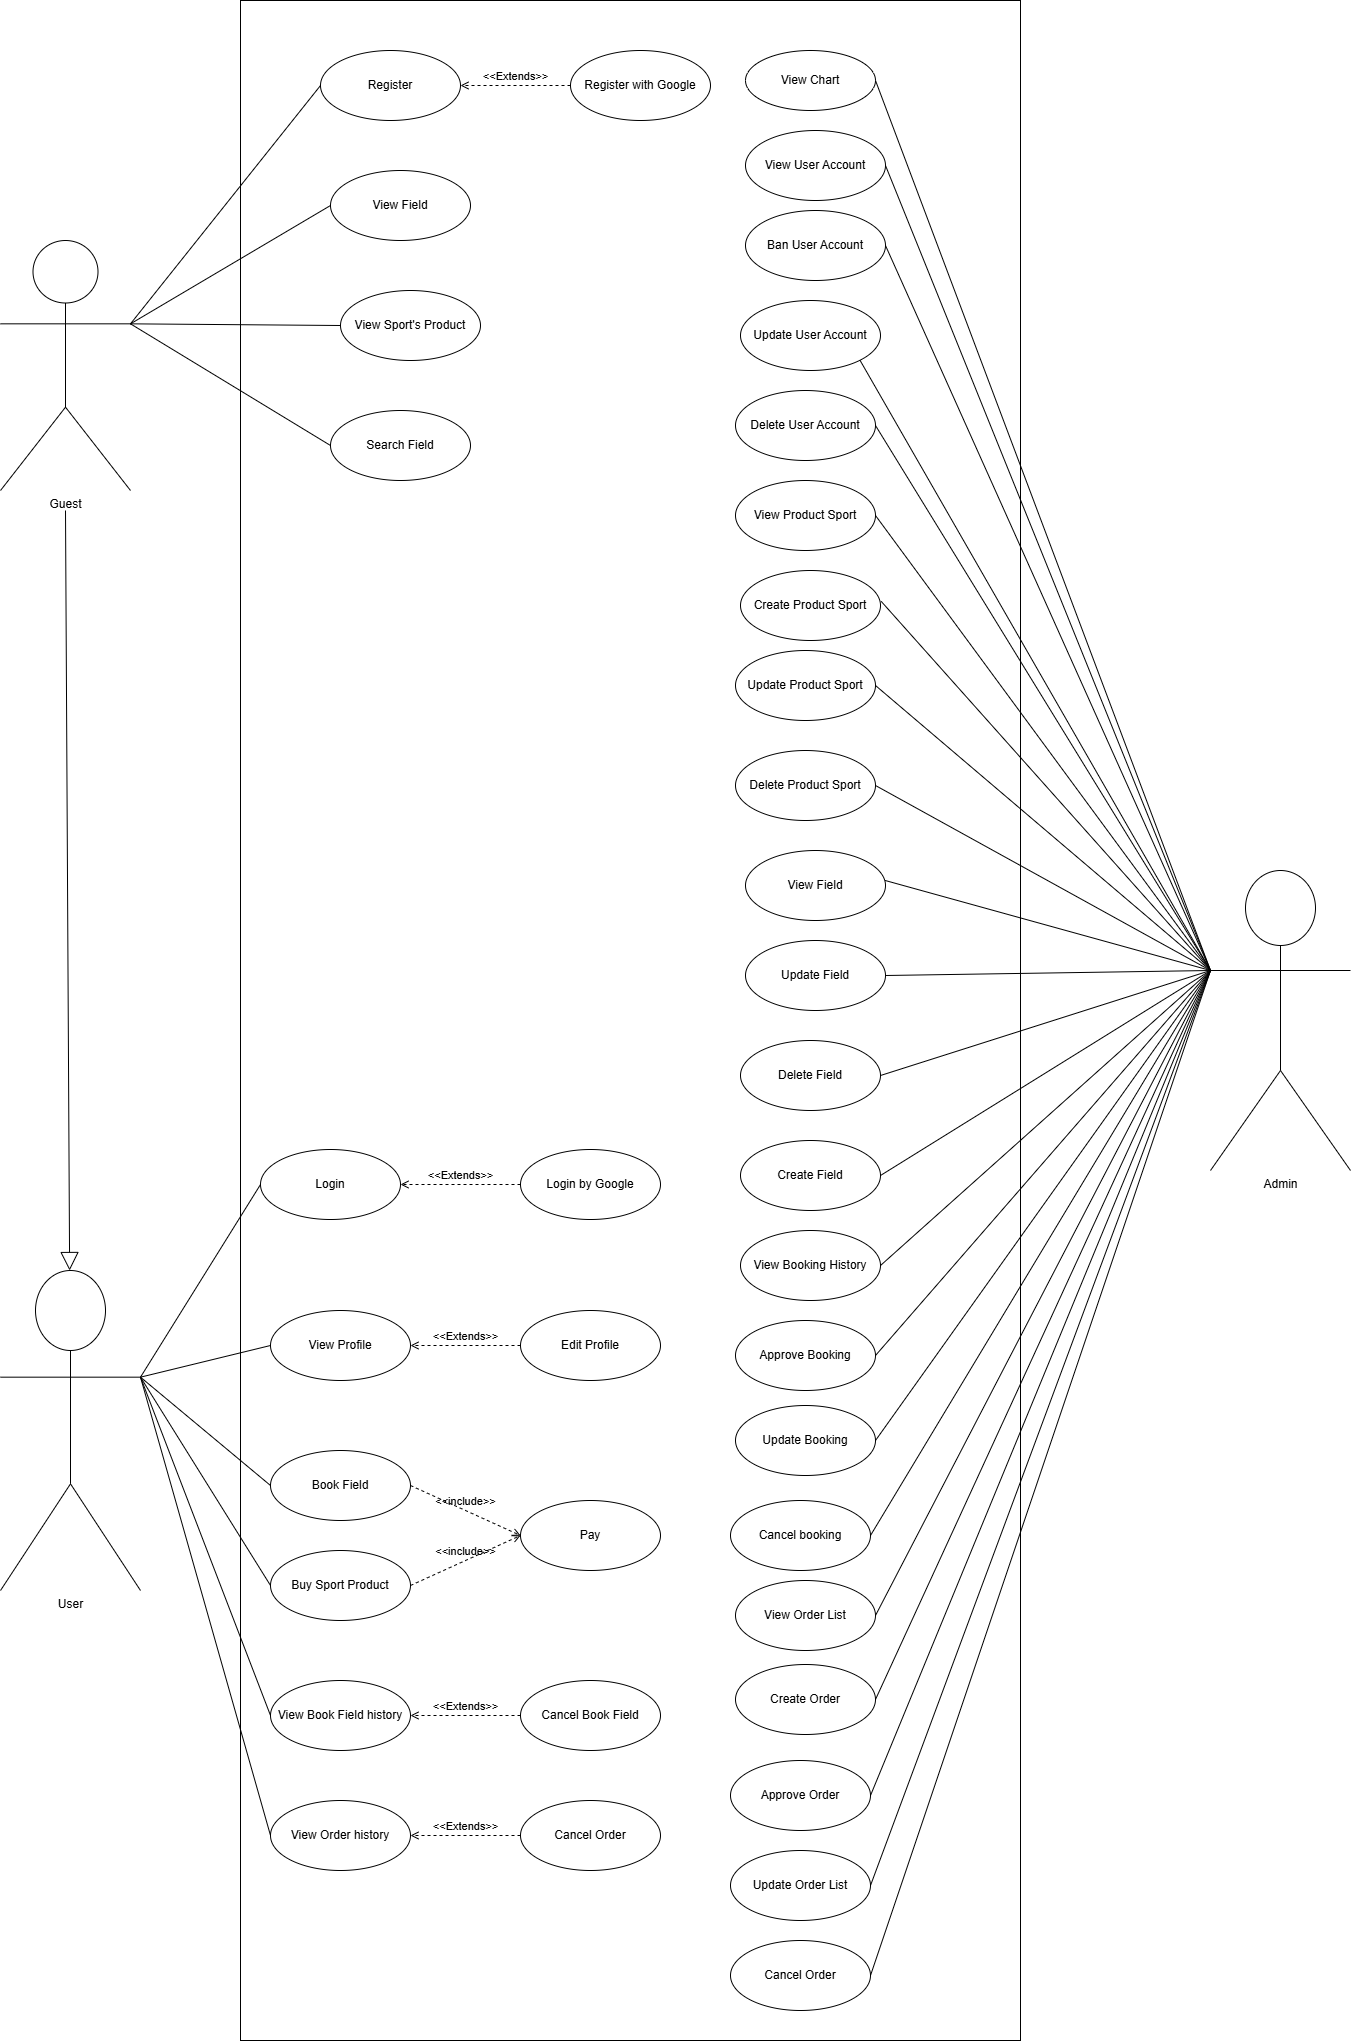 Register
<<Extends>>
Register with Google
View Field
View Sport's Product
Search Field
Guest
Login
<<Extends>>
Login by Google
View Profile
<<Extends>>
Edit Profile
Book Field
<<include>>
Pay
<<include>>
Buy Sport Product
User
View Book Field history
<<Extends>>
Cancel Book Field
View Order history
<<Extends>>
Cancel Order
View Chart
View User Account
Ban User Account
Update User Account
Delete User Account
View Product Sport
Create Product Sport
Update Product Sport
Delete Product Sport
View Field
Update Field
Delete Field
Create Field
View Booking History
Approve Booking
Update Booking
Cancel booking
View Order List
Create Order
Approve Order
Update Order List
Cancel Order
Admin